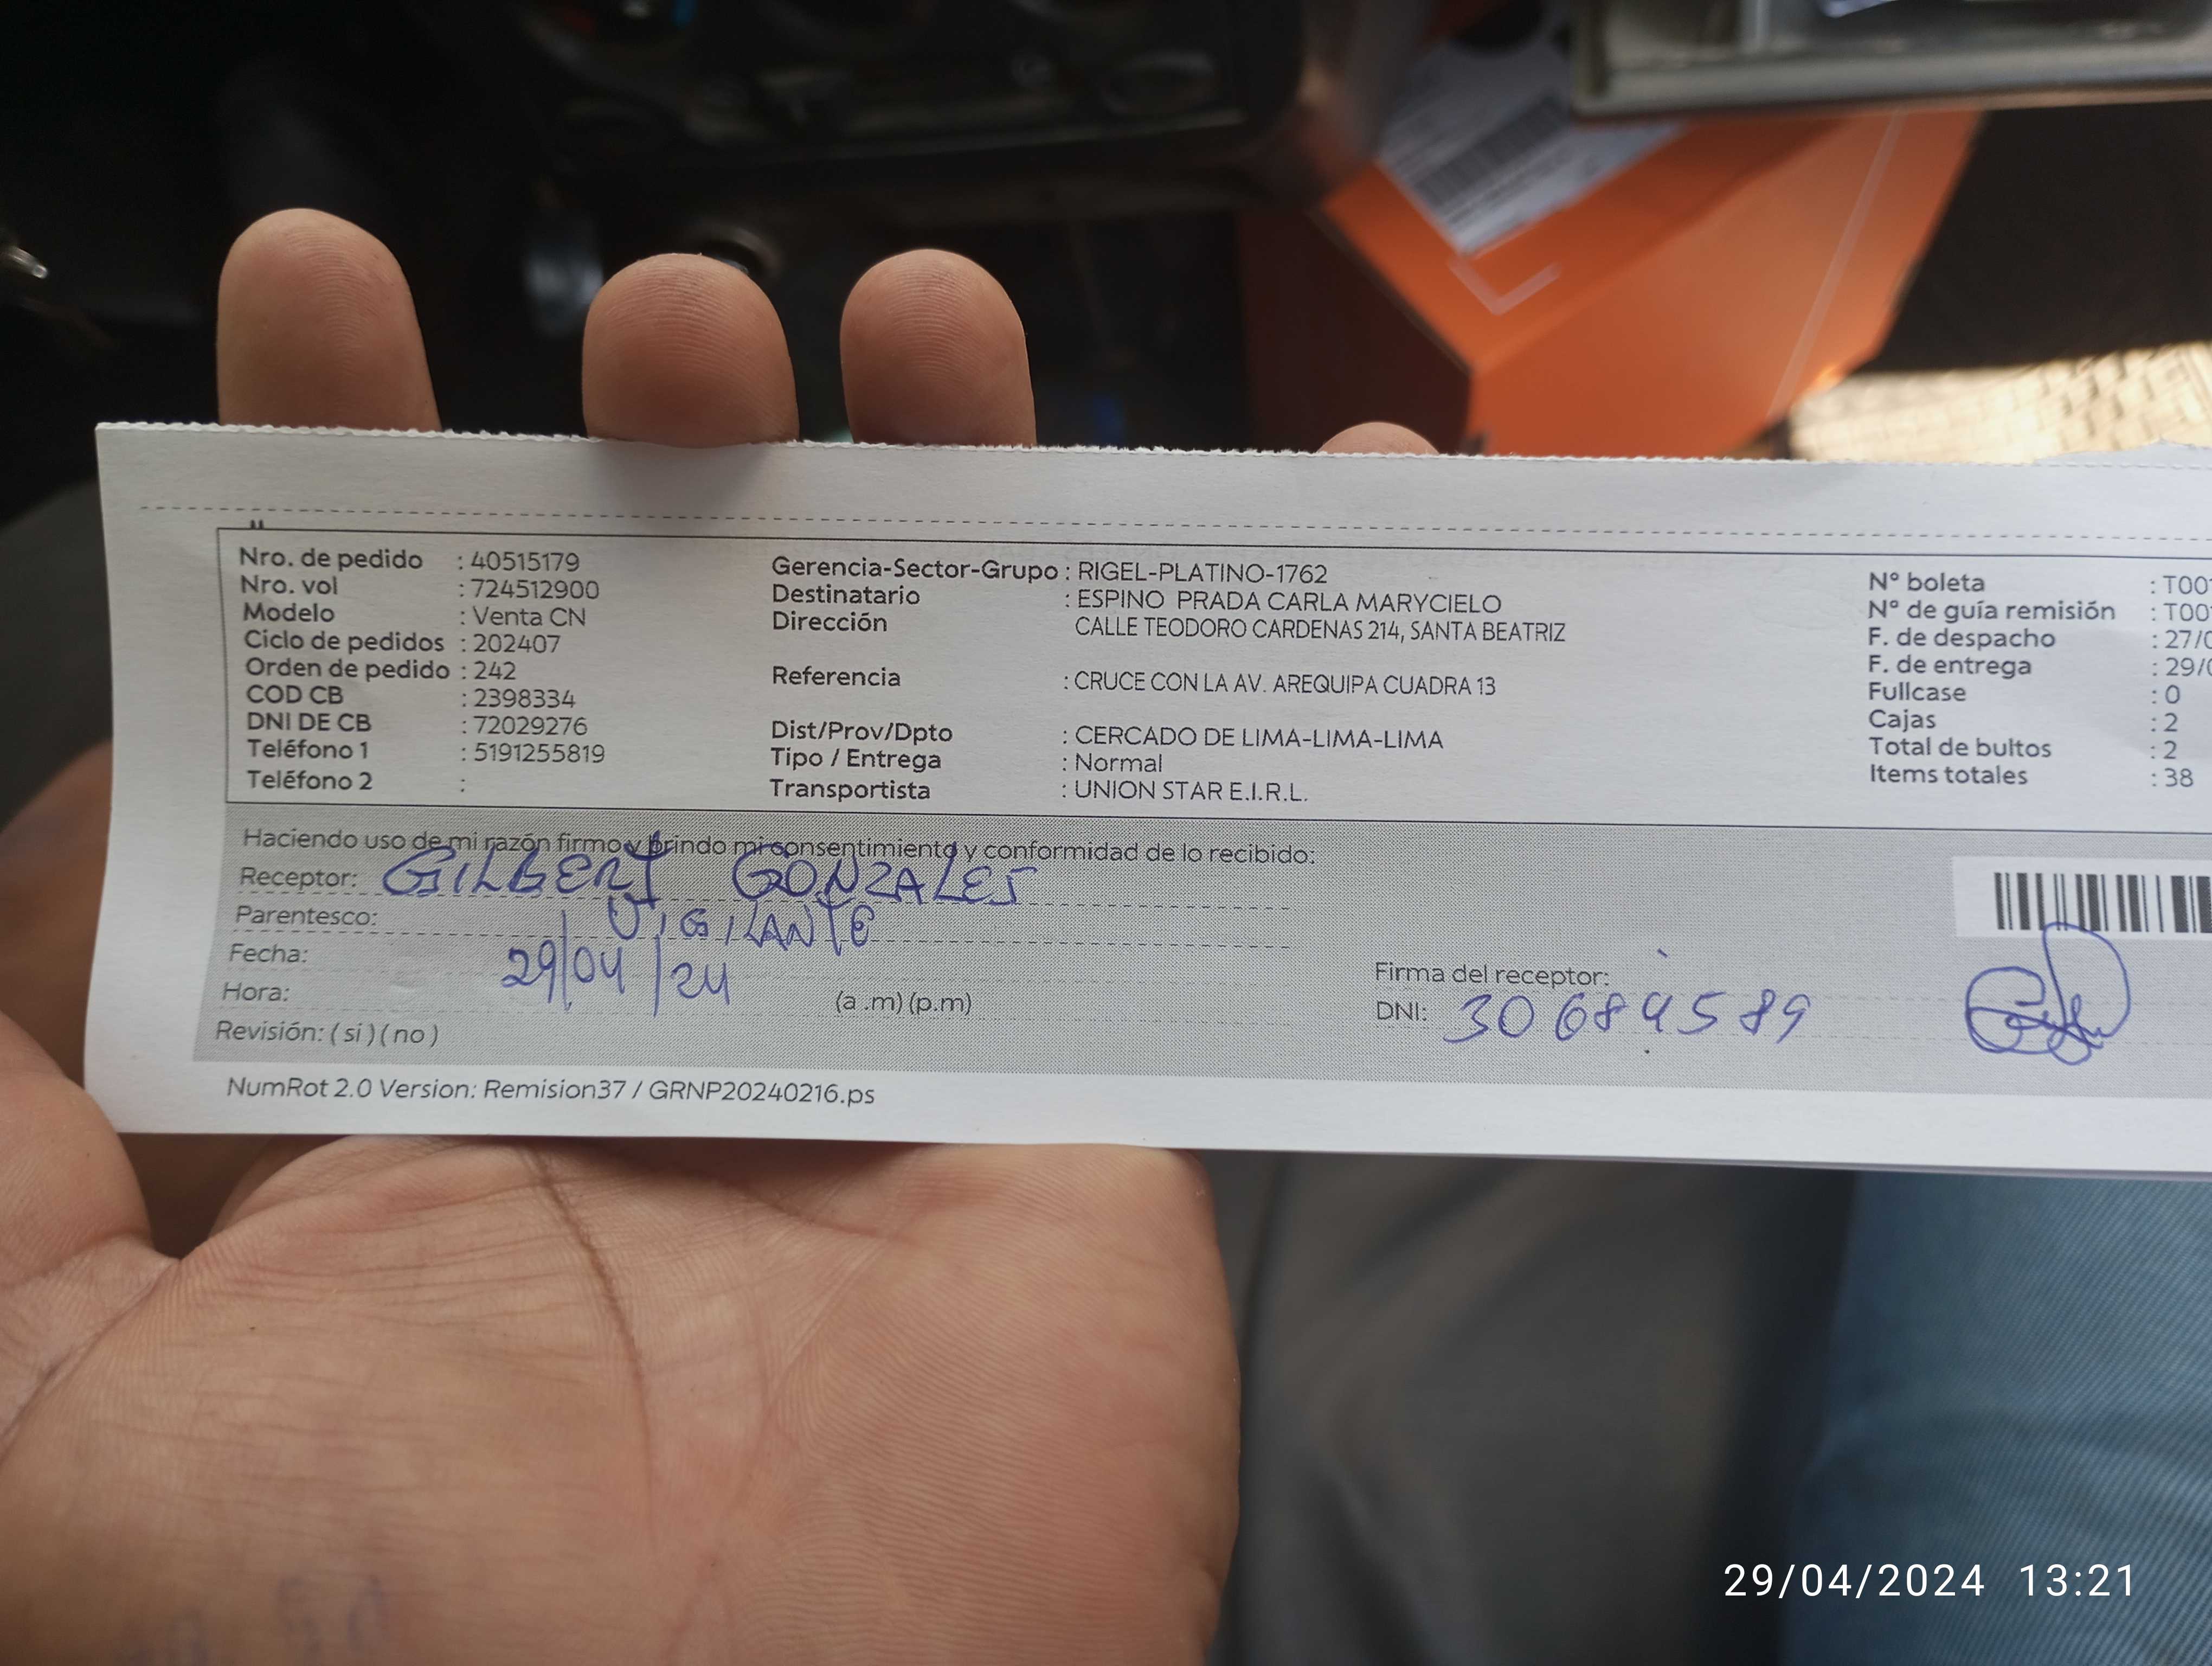 Nro. de pedido : 40515179
Nro. vol : 724512900
Modelo : Venta CN
Ciclo de pedidos : 202407
Orden de pedido : 242
COD CB : 2398334
DNI DE CB : 72029276
Teléfono 1 : 5191255819
Teléfono 2 :
Gerencia-Sector-Grupo : RIGEL-PLATINO-1762
Destinatario : ESPINO PRADA CARLA MARYCIELO
Dirección CALLE TEODORO CARDENAS 214, SANTA BEATRIZ
Referencia : CRUCE CON LA AV. AREQUIPA CUADRA 13
Dist/Prov/Dpto : CERCADO DE LIMA-LIMA-LIMA
Tipo / Entrega : Normal
Transportista : UNION STAR E.I.R.L.
N° boleta : T00
N° de guía remisión : T00
F. de despacho : 27/0
F. de entrega : 29/0
Fullcase : 0
Cajas : 2
Total de bultos : 2
Items totales : 38
Haciendo uso de mi razón firmo y brindo mi consentimiento y conformidad de lo recibido:
Receptor: GILBERT GONZALES
Parentesco: VIGILANTE
Fecha: 29/04/24
Hora: (a .m) (p.m)
Revisión: ( si ) ( no )
Firma del receptor:
DNI: 30684589
NumRot 2.0 Version: Remision37 / GRNP20240216.ps
29/04/2024 13:21